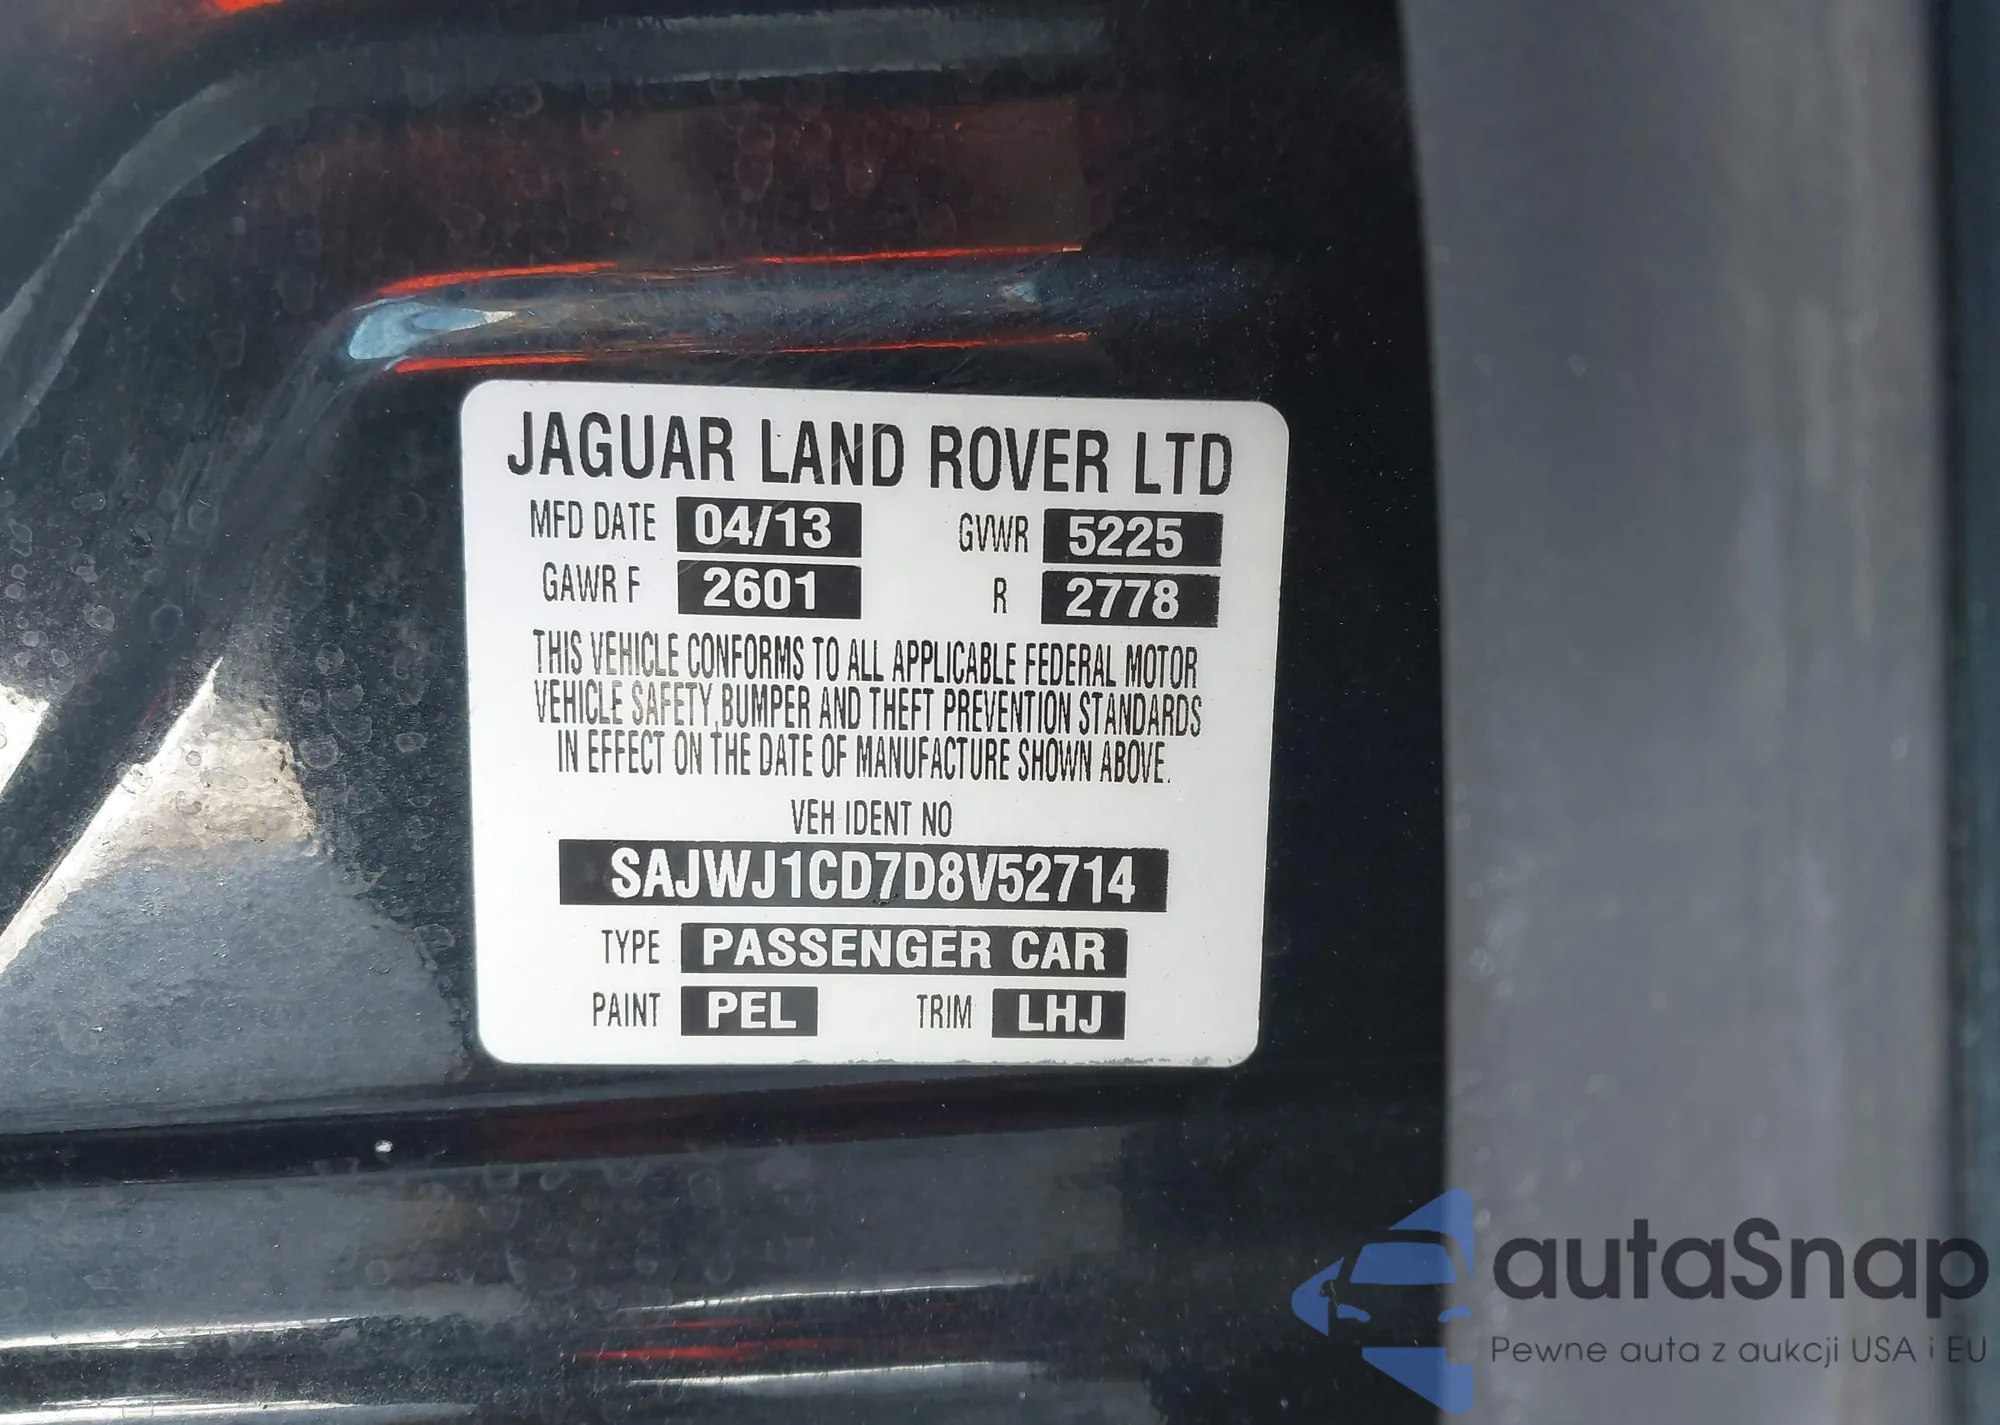 JAGUAR LAND ROVER LTD
MFD DATE 04/13 GVWR 5225
GAWR F 2601 R 2778
THIS VEHICLE CONFORMS TO ALL APPLICABLE FEDERAL MOTOR
VEHICLE SAFETY, BUMPER AND THEFT PREVENTION STANDARDS
IN EFFECT ON THE DATE OF MANUFACTURE SHOWN ABOVE.
VEH IDENT NO
SAJWJ1CD7D8V52714
TYPE PASSENGER CAR
PAINT PEL TRIM LHJ
autaSnap
Pewne auta z aukcji USA i EU